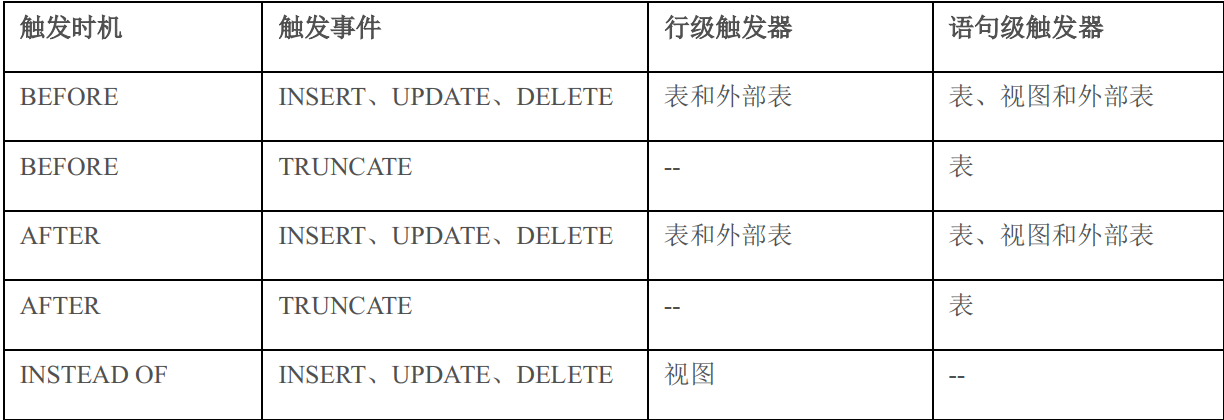 触发时机 触发事件 行级触发器 语句级触发器
BEFORE INSERT、UPDATE、DELETE 表和外部表 表、视图和外部表
BEFORE TRUNCATE -- 表
AFTER INSERT、UPDATE、DELETE 表和外部表 表、视图和外部表
AFTER TRUNCATE -- 表
INSTEAD OF INSERT、UPDATE、DELETE 视图 --